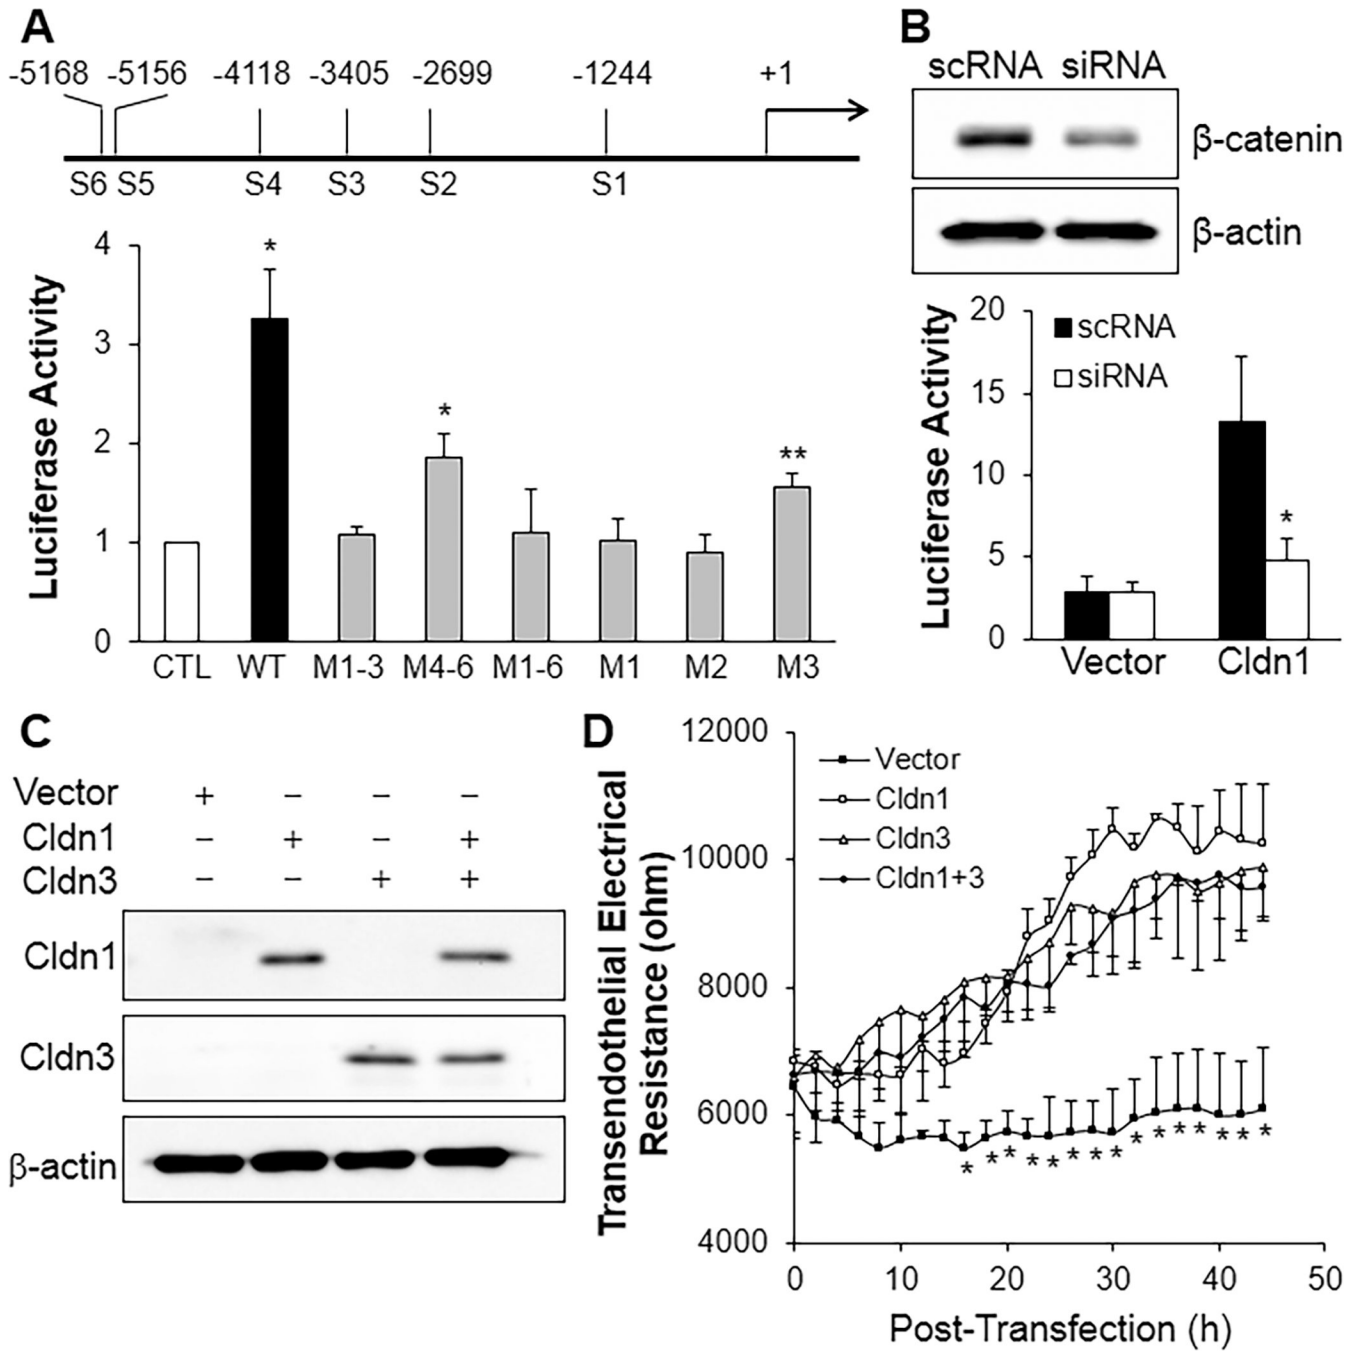 A
-5168 -5156 -4118 -3405 -2699 -1244 +1
S6 S5 S4 S3 S2 S1
Luciferase Activity
4
3
2
1
0
* * **
CTL WT M1-3 M4-6 M1-6 M1 M2 M3
B
scRNA siRNA
β-catenin
β-actin
Luciferase Activity
20
15
10
5
0
scRNA
siRNA
*
Vector Cldn1
C
Vector + – – –
Cldn1 – + – +
Cldn3 – – + +
Cldn1
Cldn3
β-actin
D
Transendothelial Electrical
Resistance (ohm)
12000
10000
8000
6000
4000
Vector
Cldn1
Cldn3
Cldn1+3
* * * * * * * * * * * * * * *
0 10 20 30 40 50
Post-Transfection (h)